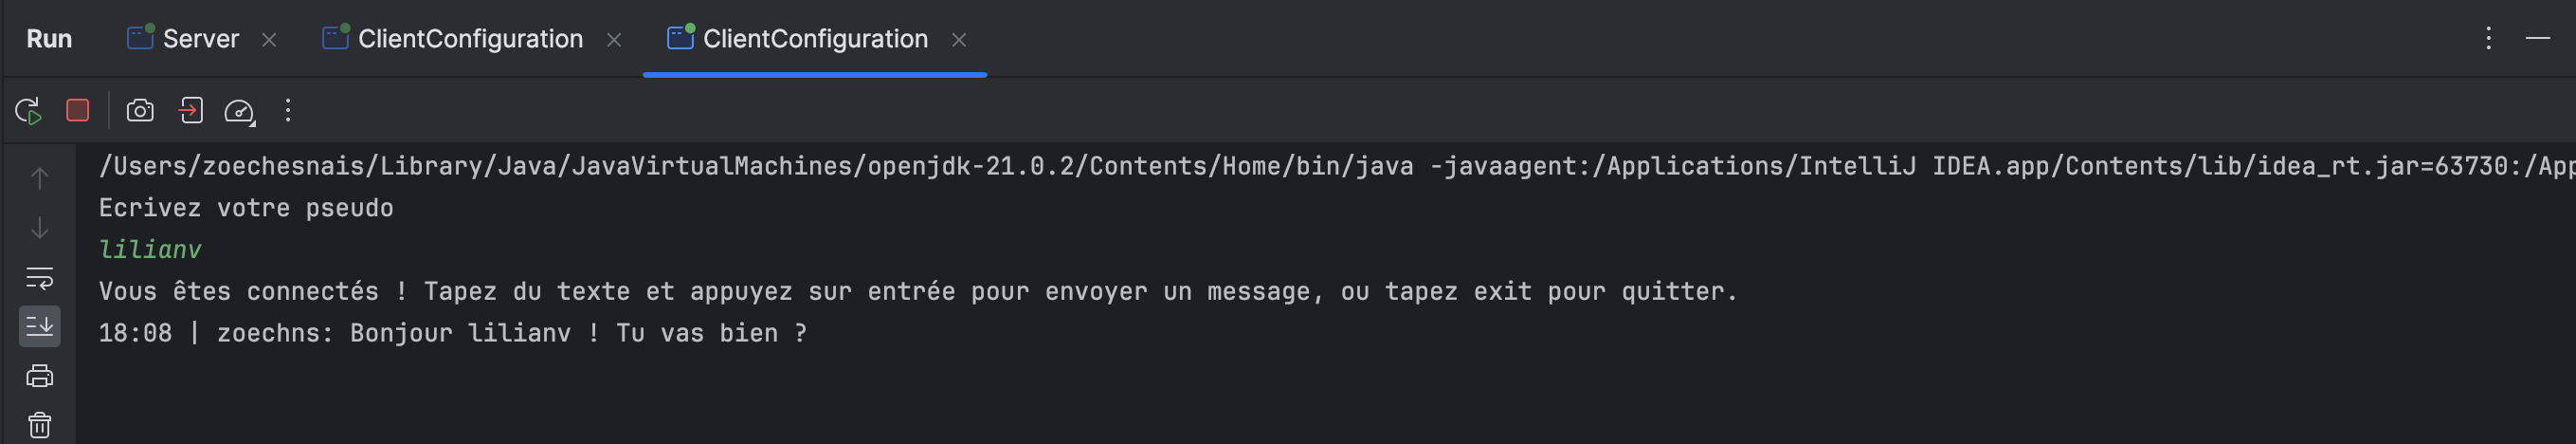 Run Server ClientConfiguration ClientConfiguration
/Users/zoechesnais/Library/Java/JavaVirtualMachines/openjdk-21.0.2/Contents/Home/bin/java -javaagent:/Applications/IntelliJ IDEA.app/Contents/lib/idea_rt.jar=63730:/App
Ecrivez votre pseudo
lilianv
Vous êtes connectés ! Tapez du texte et appuyez sur entrée pour envoyer un message, ou tapez exit pour quitter.
18:08 | zoechns: Bonjour lilianv ! Tu vas bien ?